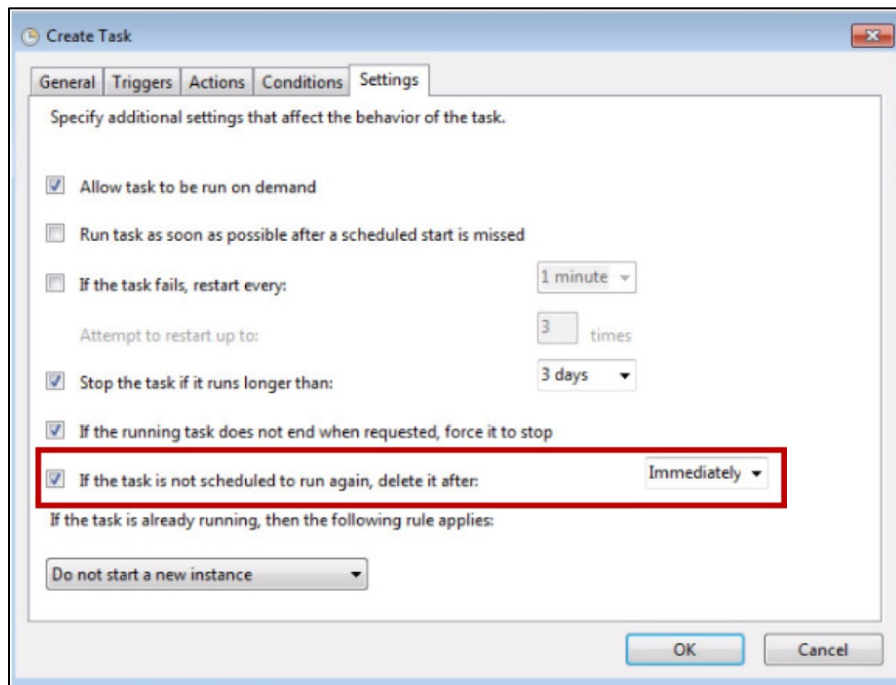 Create Task
General Triggers Actions Conditions Settings
Specify additional settings that affect the behavior of the task.
Allow task to be run on demand
Run task as soon as possible after a scheduled start is missed
If the task fails, restart every: 1 minute
Attempt to restart up to: 3 times
Stop the task if it runs longer than: 3 days
If the running task does not end when requested, force it to stop
If the task is not scheduled to run again, delete it after: Immediately
If the task is already running, then the following rule applies:
Do not start a new instance
OK Cancel